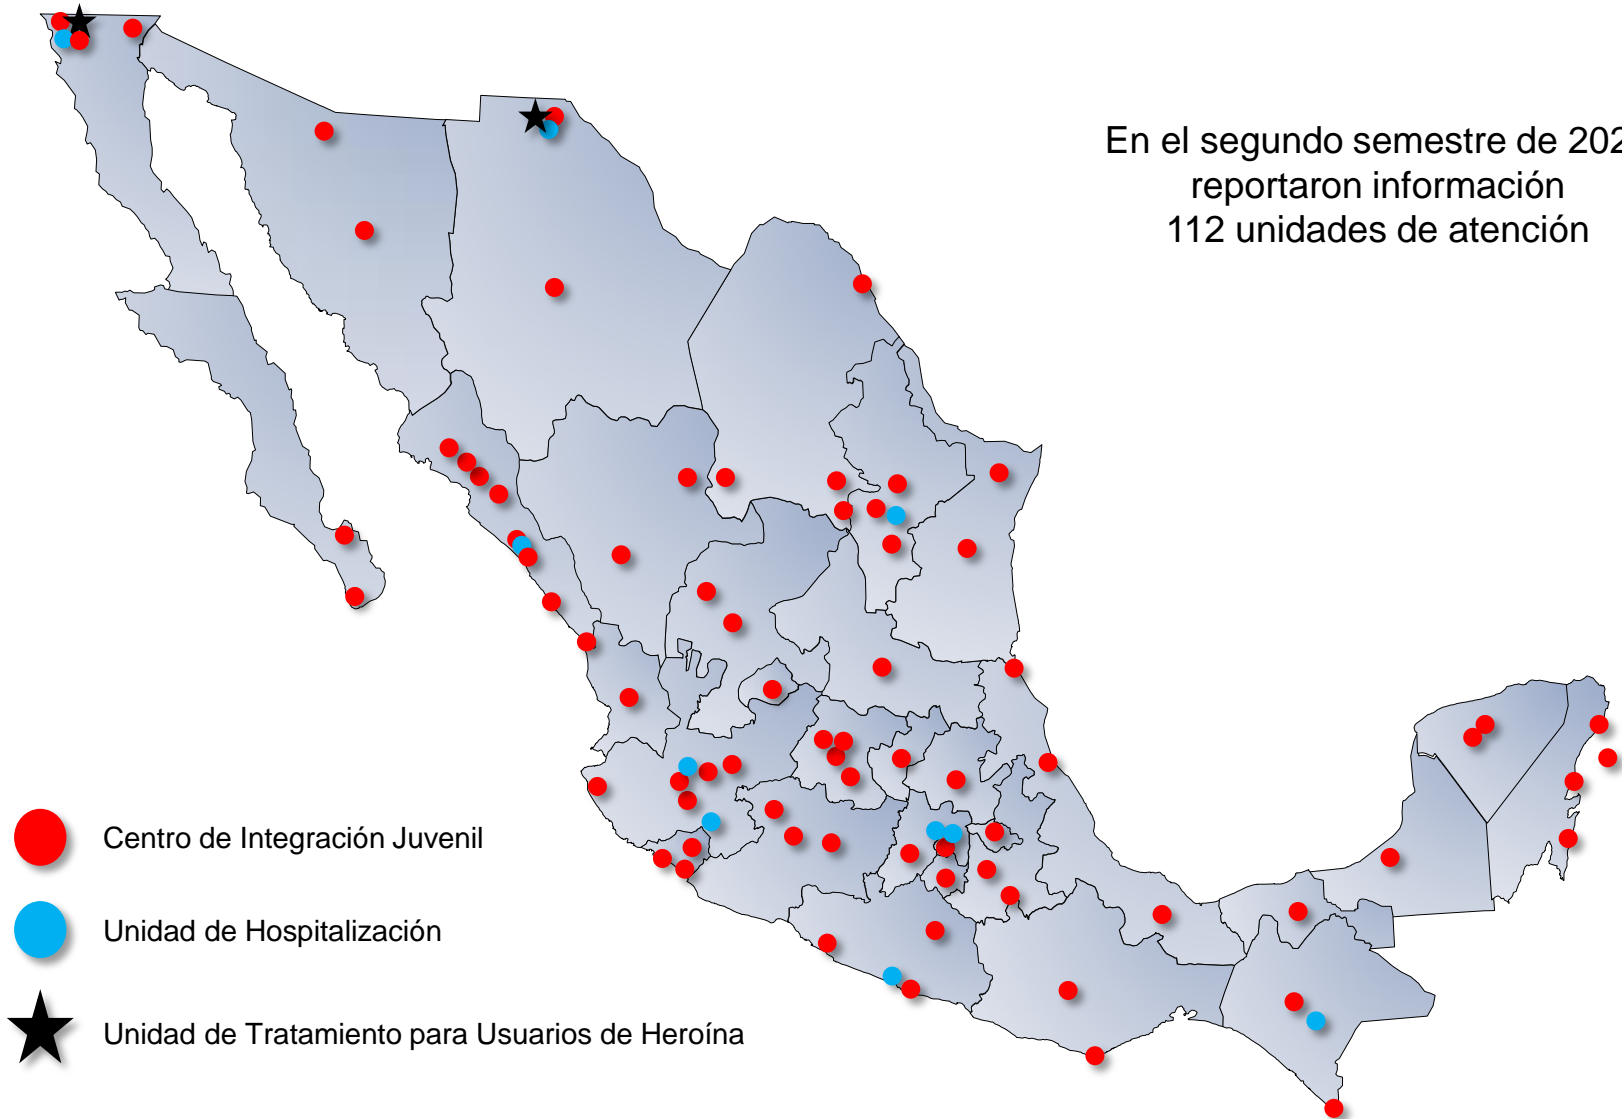 En el segundo semestre de 202
reportaron información
112 unidades de atención
Centro de Integración Juvenil
Unidad de Hospitalización
Unidad de Tratamiento para Usuarios de Heroína